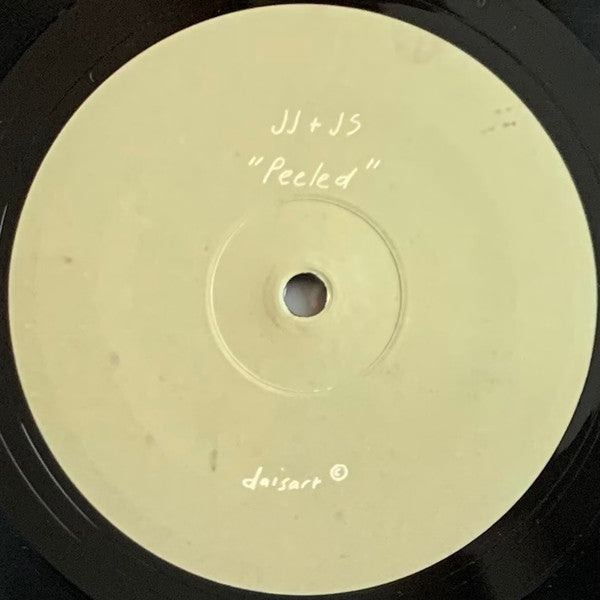 JJ + JS
"Peeled"
daisart ©